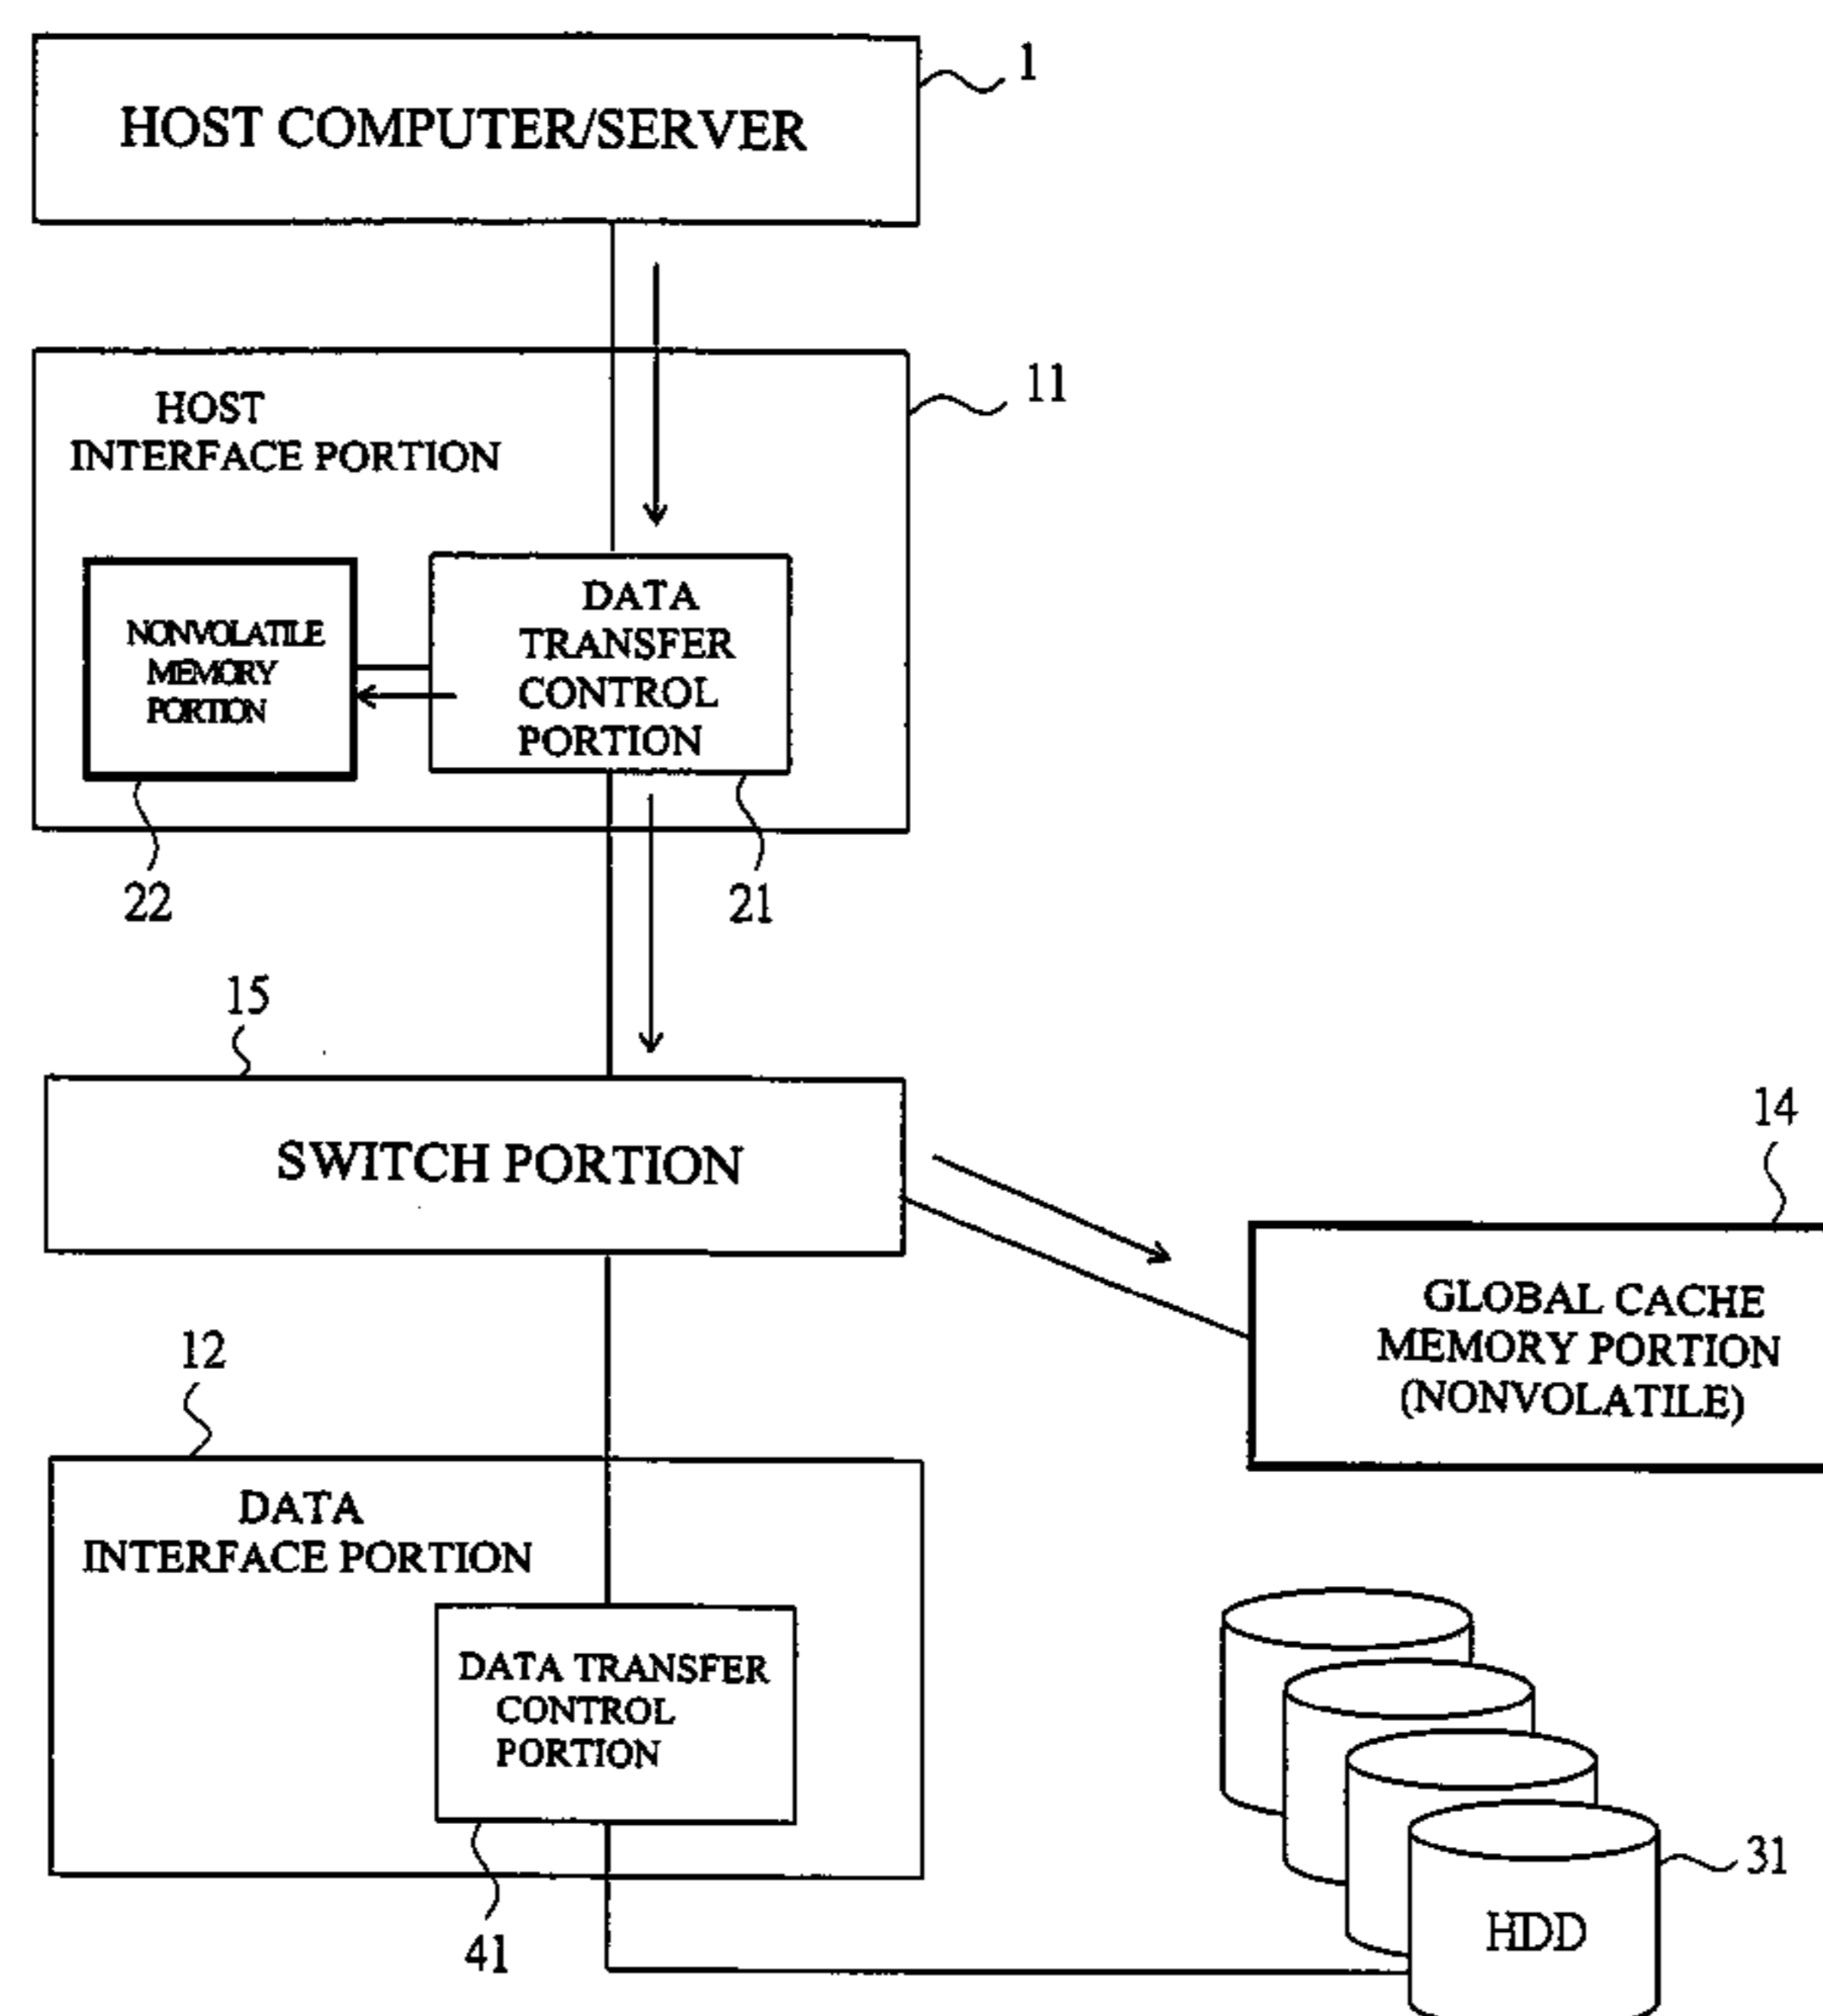 HOST COMPUTER/SERVER
1
HOST
INTERFACE PORTION
11
NONVOLATILE
MEMORY
PORTION
DATA
TRANSFER
CONTROL
PORTION
22
21
15
SWITCH PORTION
14
GLOBAL CACHE
MEMORY PORTION
(NONVOLATILE)
12
DATA
INTERFACE PORTION
DATA TRANSFER
CONTROL
PORTION
41
HDD
31